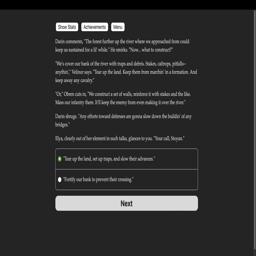 Show Stats Achievements Menu
Darin comments, "The forest further up the river where we approached from could
keep us sustained for a lil' while." He smirks. "Now... what to construct?"
"We've cover our bank of the river with traps and debris. Stakes, caltrops, pitfalls–
anythin'," Velimir says. "Tear up the land. Keep them from marchin' in a formation. And
keep away any cavalry."
"Or," Oberen cuts in, "We construct a set of walls, reinforce it with stakes and the like.
Mass our infantry there. It'll keep the enemy from even making it over the river."
Darin shrugs. "Any efforts toward defenses are gonna slow down the buildin' of any
bridges."
Elya, clearly out of her element in such talks, glances to you. "Your call, Stoyan."
"Tear up the land, set up traps, and slow their advances."
"Fortify our bank to prevent their crossing."
Next